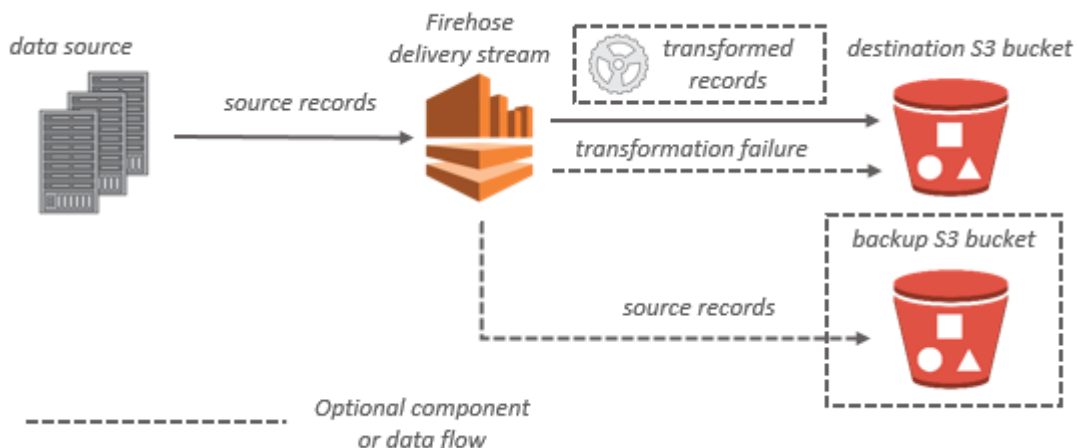 data source
source records
Firehose
delivery stream
transformed
records
transformation failure
destination S3 bucket
backup S3 bucket
source records
Optional component
or data flow